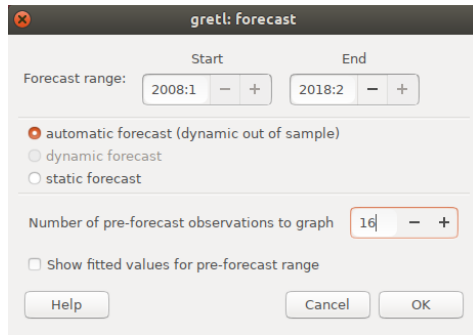 gretl: forecast
Start End
Forecast range: 2008:1 − + 2018:2 − +
automatic forecast (dynamic out of sample)
dynamic forecast
static forecast
Number of pre-forecast observations to graph 16 − +
Show fitted values for pre-forecast range
Help Cancel OK